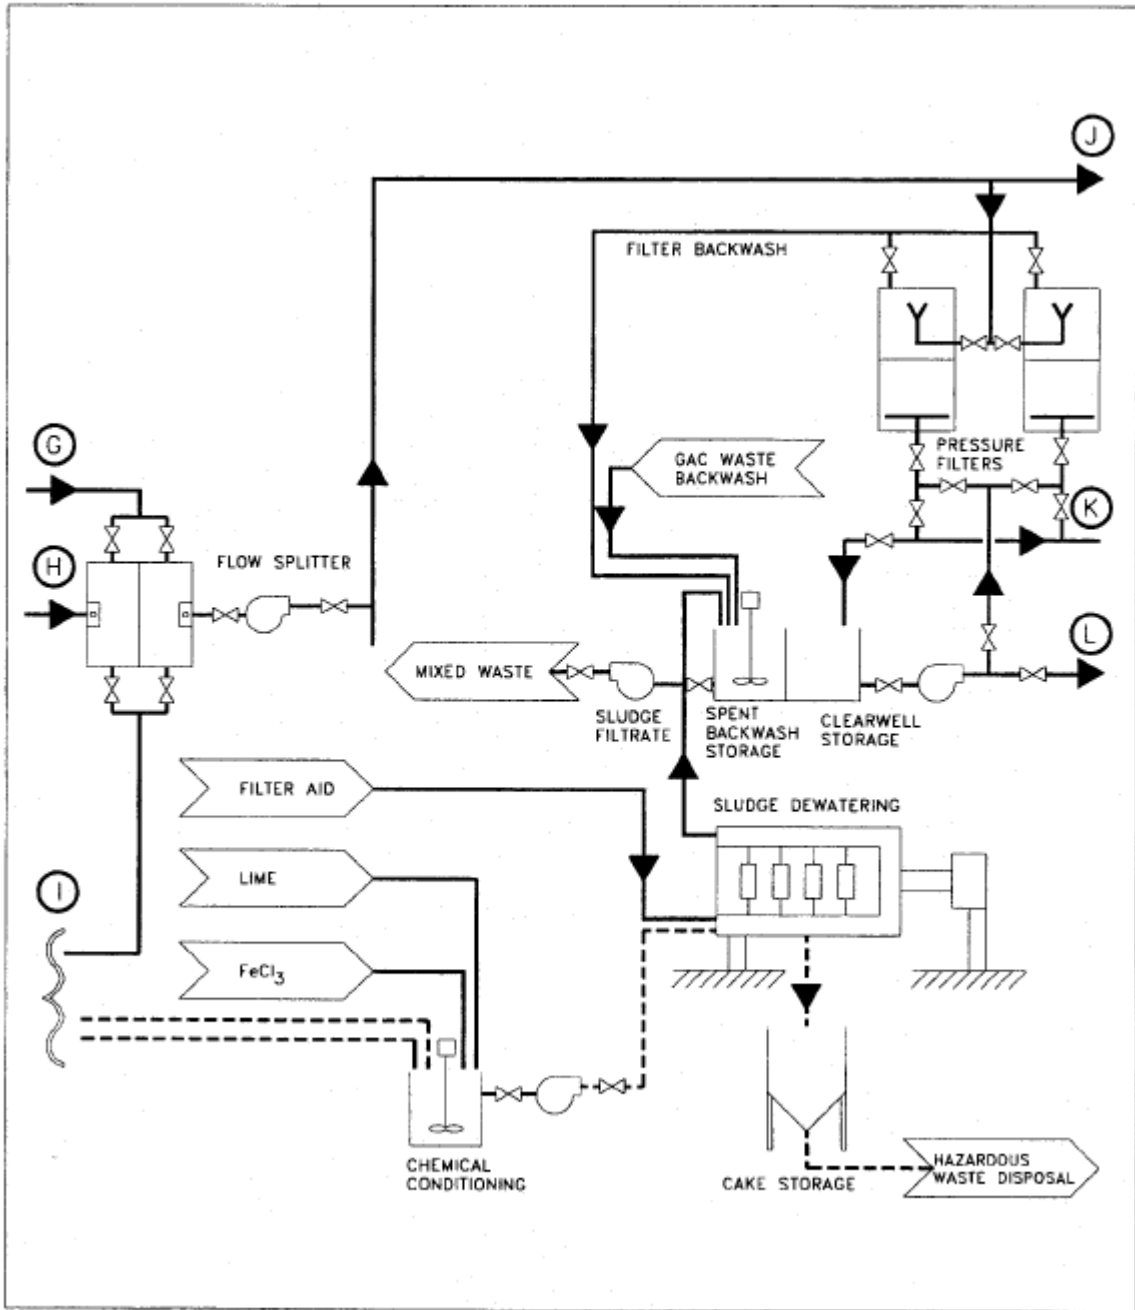 J
FILTER BACKWASH
G
GAC WASTE
BACKWASH
PRESSURE
FILTERS
K
H
FLOW SPLITTER
L
MIXED WASTE
SLUDGE
FILTRATE
SPENT
BACKWASH
STORAGE
CLEARWELL
STORAGE
FILTER AID
SLUDGE DEWATERING
LIME
I
FeCl3
CHEMICAL
CONDITIONING
CAKE STORAGE
HAZARDOUS
WASTE DISPOSAL